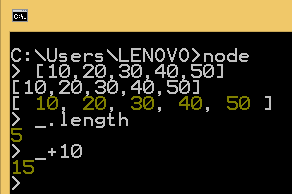 C:\Users\LENOVO>node
> [10,20,30,40,50]
[10,20,30,40,50]
[ 10, 20, 30, 40, 50 ]
> _.length
5
> _+10
15
>